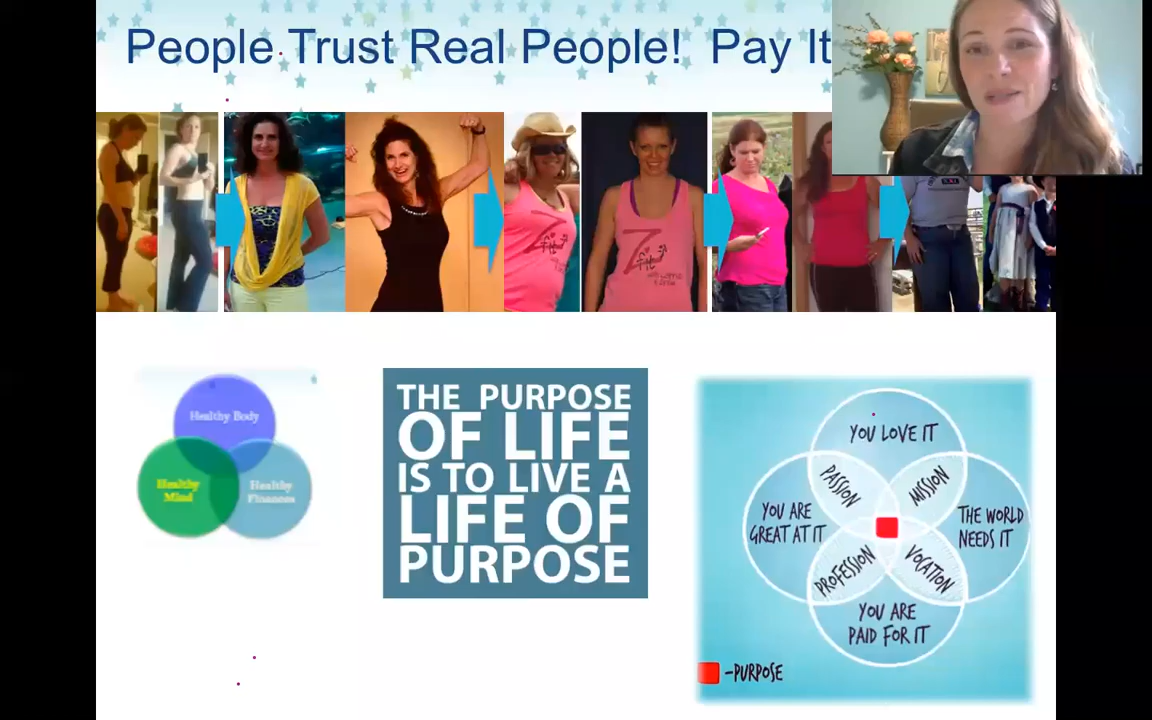 People Trust Real People! Pay It
Z
Fit
Z
Fit
Healthy Body
Healthy
Mind
Healthy
Finances
THE PURPOSE
OF LIFE
IS TO LIVE A
LIFE OF
PURPOSE
YOU LOVE IT
PASSION
MISSION
YOU ARE
GREAT AT IT
THE WORLD
NEEDS IT
PROFESSION
VOCATION
YOU ARE
PAID FOR IT
-PURPOSE